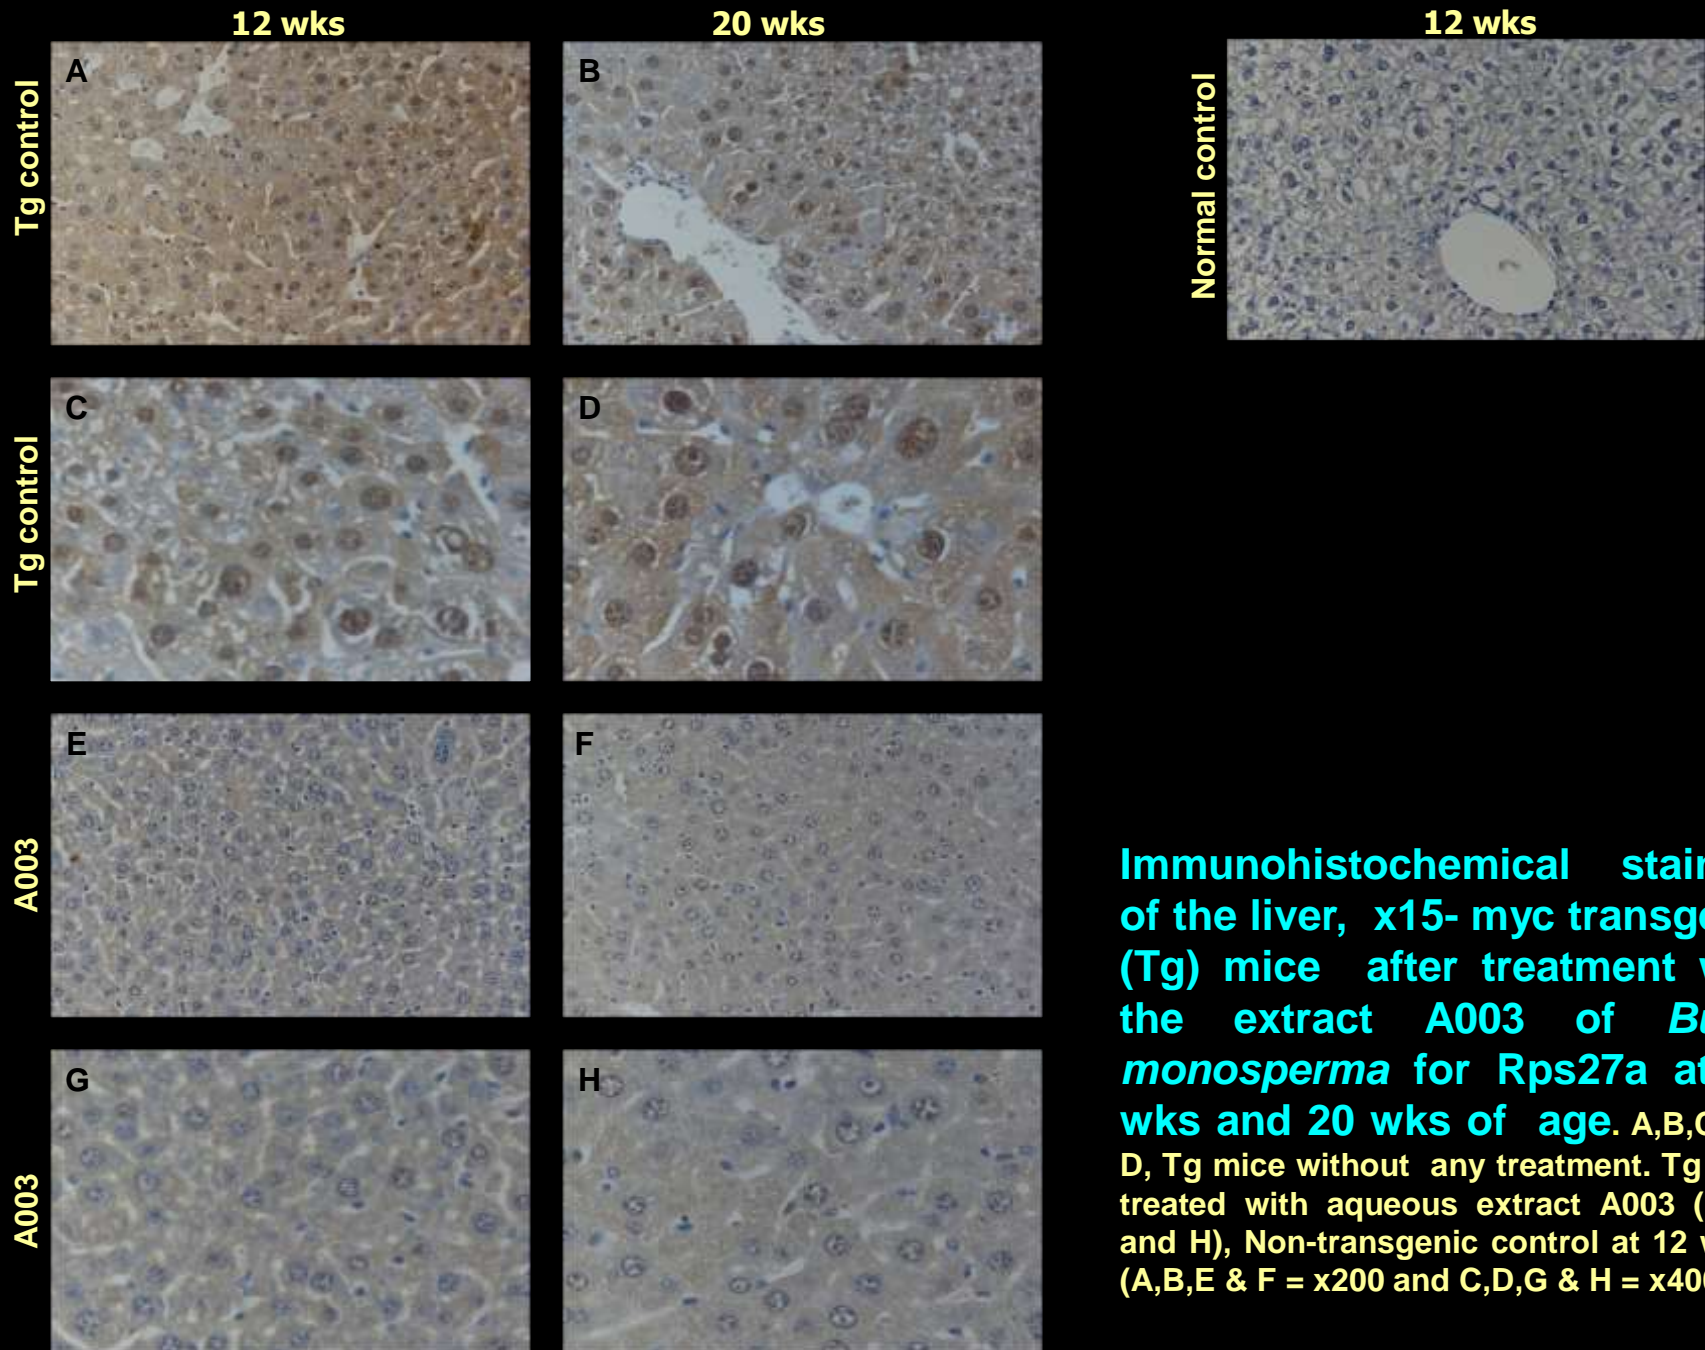 12 wks
20 wks
12 wks
Tg control
A
B
Normal control
Tg control
C
D
A003
E
F
A003
G
H
Immunohistochemical
of the liver, x15- myc
(Tg) mice after treatment
the extract A003 of
monosperma for Rps27a
wks and 20 wks of age. A,B,
D, Tg mice without any treatment. Tg
treated with aqueous extract A003 (
and H), Non-transgenic control at 12
(A,B,E & F = x200 and C,D,G & H =